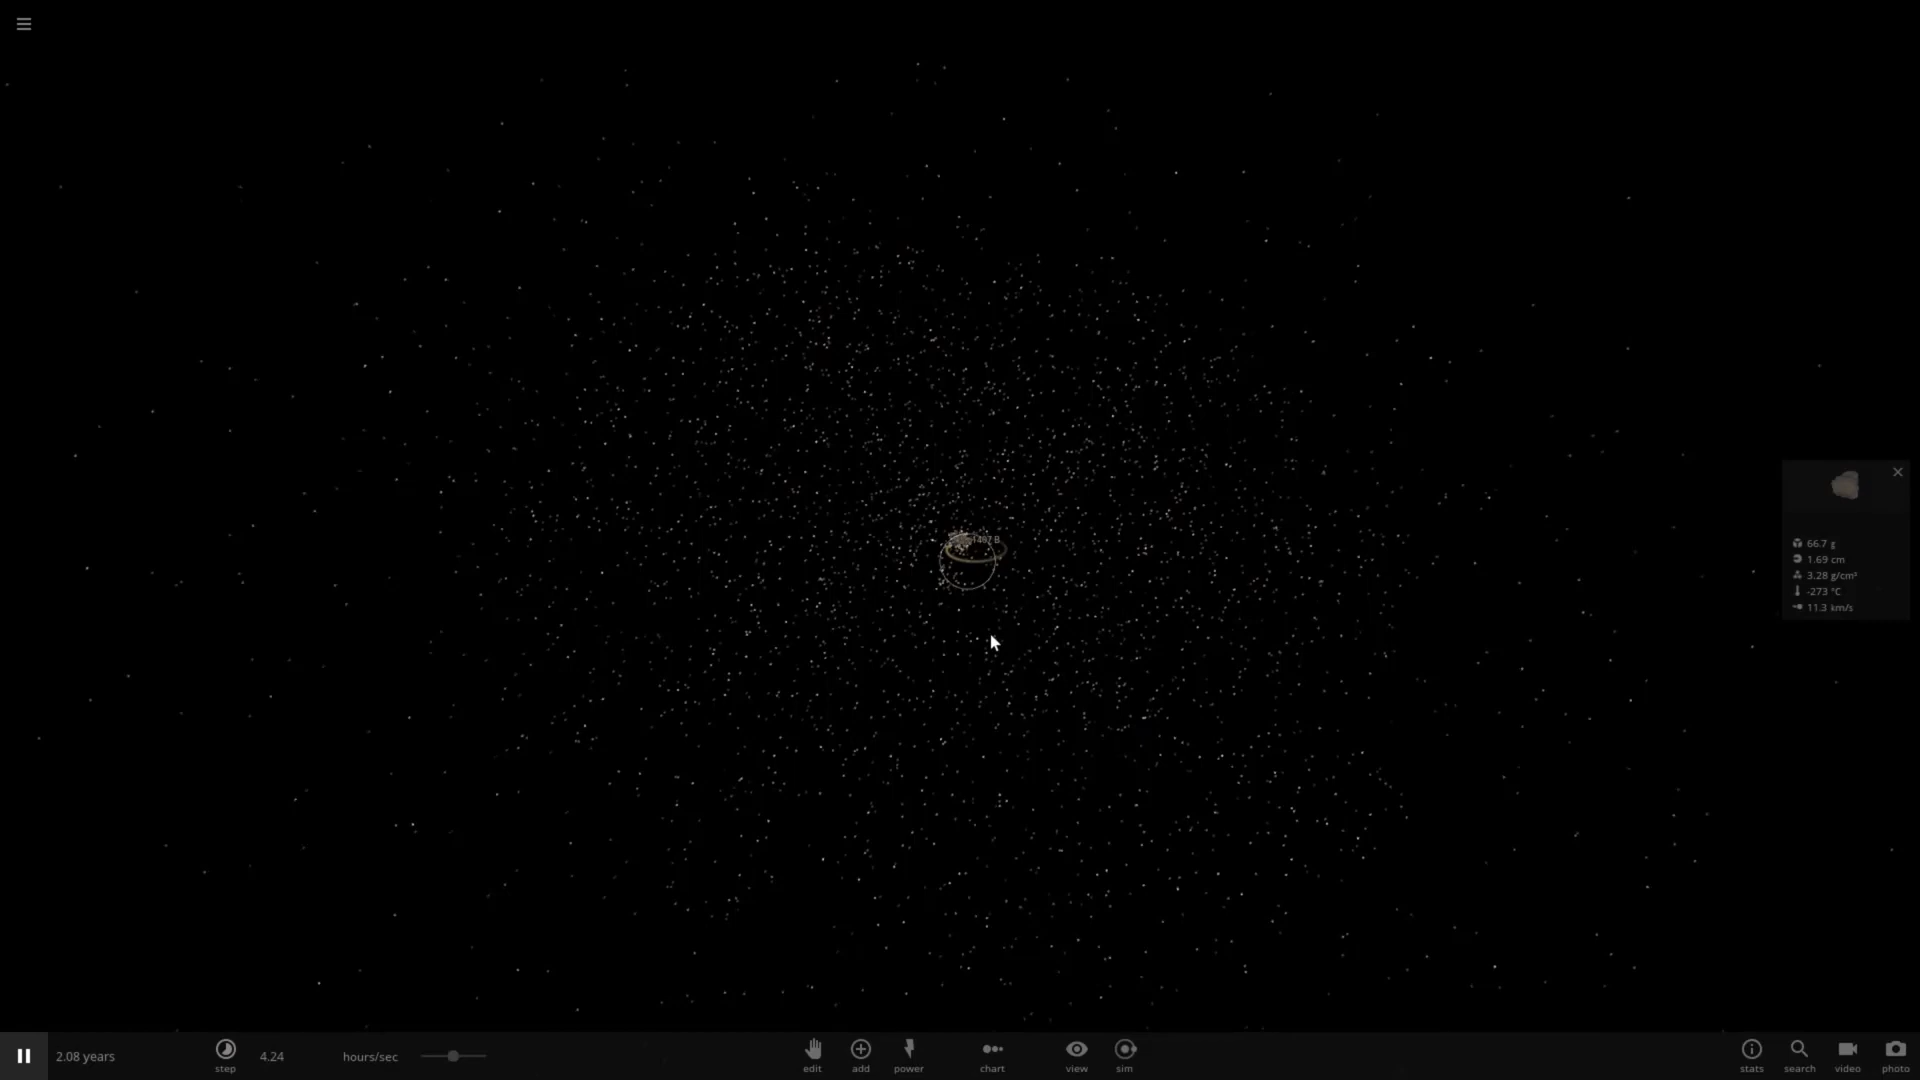 1407 B
66.7 g
1.69 cm
3.28 g/cm³
-273 °C
11.3 km/s
2.08 years
step
4.24
hours/sec
edit
add
power
chart
view
sim
stats
search
video
photo